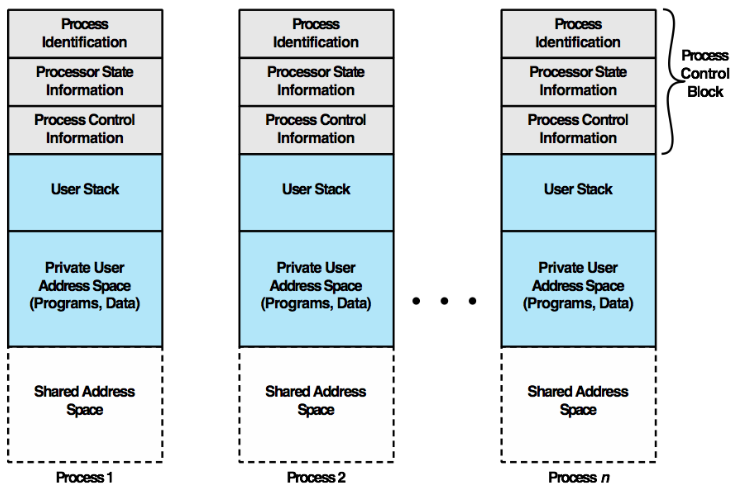 Process
Identification
Processor State
Information
Process Control
Information
User Stack
Private User
Address Space
(Programs, Data)
Shared Address
Space
Process 1
Process
Identification
Processor State
Information
Process Control
Information
User Stack
Private User
Address Space
(Programs, Data)
Shared Address
Space
Process 2
• • •
Process
Identification
Processor State
Information
Process Control
Information
User Stack
Private User
Address Space
(Programs, Data)
Shared Address
Space
Process n
Process
Control
Block